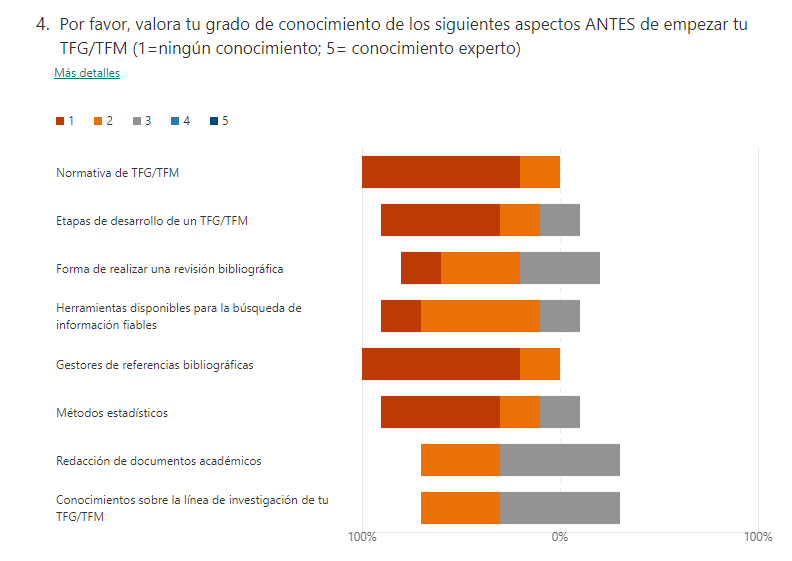 4. Por favor, valora tu grado de conocimiento de los siguientes aspectos ANTES de empezar tu
TFG/TFM (1=ningún conocimiento; 5= conocimiento experto)
Más detalles
1 2 3 4 5
Normativa de TFG/TFM
Etapas de desarrollo de un TFG/TFM
Forma de realizar una revisión bibliográfica
Herramientas disponibles para la búsqueda de
información fiables
Gestores de referencias bibliográficas
Métodos estadísticos
Redacción de documentos académicos
Conocimientos sobre la línea de investigación de tu
TFG/TFM
100% 0% 100%